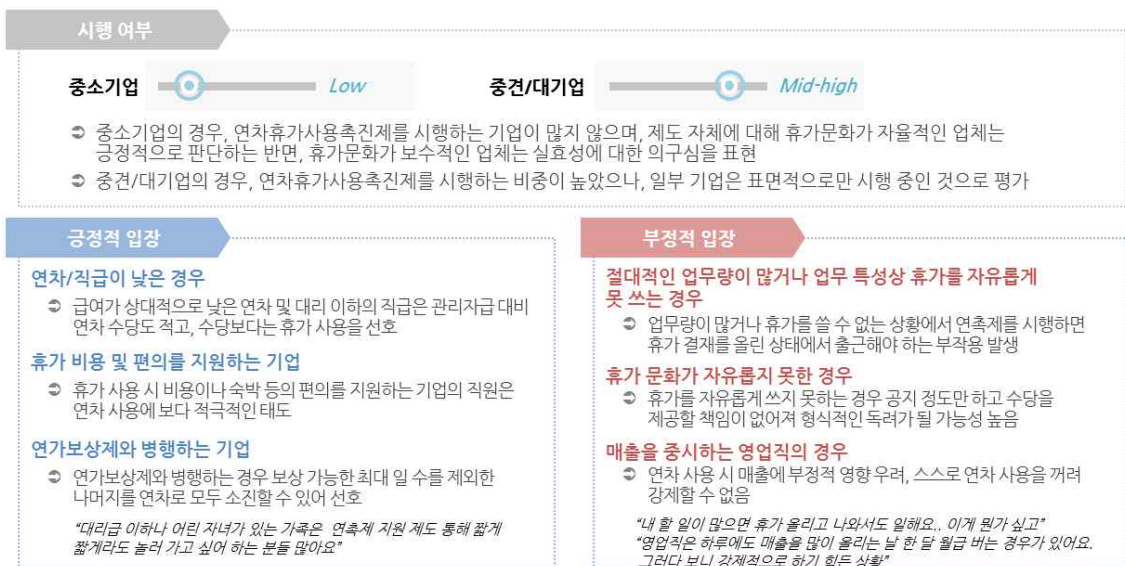 시행 여부
중소기업 Low 중견/대기업 Mid-high
➲ 중소기업의 경우, 연차휴가사용촉진제를 시행하는 기업이 많지 않으며, 제도 자체에 대해 휴가문화가 자율적인 업체는
긍정적으로 판단하는 반면, 휴가문화가 보수적인 업체는 실효성에 대한 의구심을 표현
➲ 중견/대기업의 경우, 연차휴가사용촉진제를 시행하는 비중이 높았으나, 일부 기업은 표면적으로만 시행 중인 것으로 평가
긍정적 입장
연차/직급이 낮은 경우
➲ 급여가 상대적으로 낮은 연차 및 대리 이하의 직급은 관리자급 대비
연차 수당도 적고, 수당보다는 휴가 사용을 선호
휴가 비용 및 편의를 지원하는 기업
➲ 휴가 사용 시 비용이나 숙박 등의 편의를 지원하는 기업의 직원은
연차 사용에 보다 적극적인 태도
연가보상제와 병행하는 기업
➲ 연가보상제와 병행하는 경우 보상 가능한 최대 일 수를 제외한
나머지를 연차로 모두 소진할 수 있어 선호
“대리급 이하나 어린 자녀가 있는 가족은 연촉제 지원 제도 통해 짧게
짧게라도 놀러 가고 싶어 하는 분들 많아요”
부정적 입장
절대적인 업무량이 많거나 업무 특성상 휴가를 자유롭게
못 쓰는 경우
➲ 업무량이 많거나 휴가를 쓸 수 없는 상황에서 연촉제를 시행하면
휴가 결재를 올린 상태에서 출근해야 하는 부작용 발생
휴가 문화가 자유롭지 못한 경우
➲ 휴가를 자유롭게 쓰지 못하는 경우 공지 정도만 하고 수당을
제공할 책임이 없어져 형식적인 독려가 될 가능성 높음
매출을 중시하는 영업직의 경우
➲ 연차 사용 시 매출에 부정적 영향 우려, 스스로 연차 사용을 꺼려
강제할 수 없음
“내 할 일이 많으면 휴가 올리고 나와서도 일해요.. 이게 뭔가 싶고”
“영업직은 하루에도 매출을 많이 올리는 날 한 달 월급 버는 경우가 있어요.
그러다 보니 강제적으로 하기 힘든 상황”